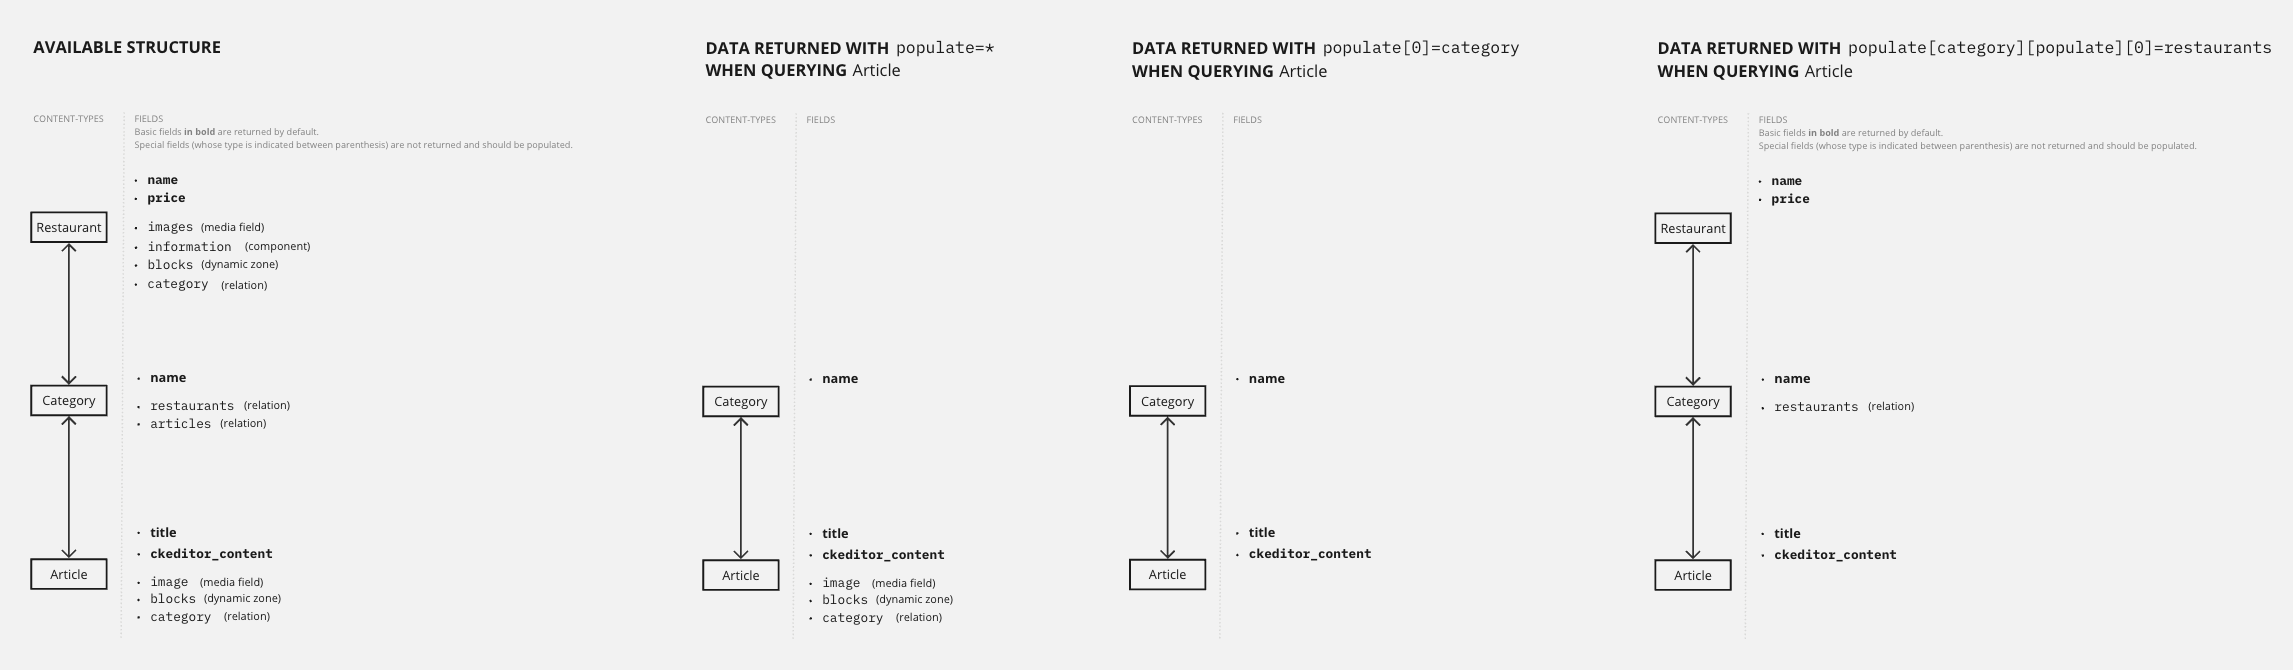 AVAILABLE STRUCTURE
CONTENT-TYPES
FIELDS
Basic fields in bold are returned by default.
Special fields (whose type is indicated between parenthesis) are not returned and should be populated.
• name
• price
Restaurant
• images (media field)
• information (component)
• blocks (dynamic zone)
• category (relation)
• name
Category
• restaurants (relation)
• articles (relation)
• title
• ckeditor_content
Article
• image (media field)
• blocks (dynamic zone)
• category (relation)
DATA RETURNED WITH populate=*
WHEN QUERYING Article
CONTENT-TYPES
FIELDS
• name
Category
• title
• ckeditor_content
Article
• image (media field)
• blocks (dynamic zone)
• category (relation)
DATA RETURNED WITH populate[0]=category
WHEN QUERYING Article
CONTENT-TYPES
FIELDS
• name
Category
• title
• ckeditor_content
Article
DATA RETURNED WITH populate[category][populate][0]=restaurants
WHEN QUERYING Article
CONTENT-TYPES
FIELDS
Basic fields in bold are returned by default.
Special fields (whose type is indicated between parenthesis) are not returned and should be populated.
• name
• price
Restaurant
• name
Category
• restaurants (relation)
• title
• ckeditor_content
Article